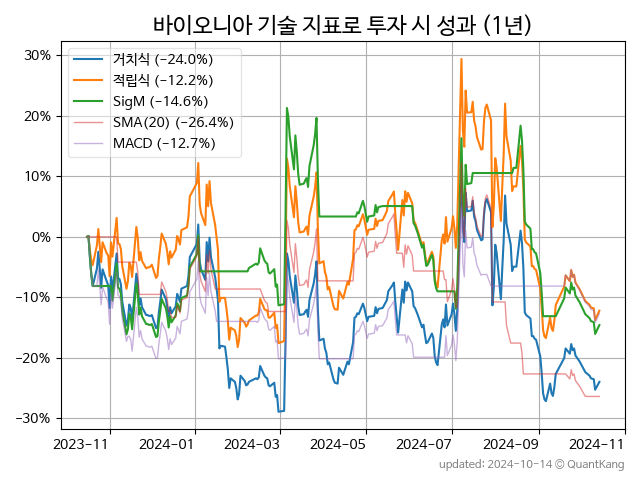 바이오니아 기술 지표로 투자 시 성과 (1년)
거치식 (−24.0%)
적립식 (−12.2%)
SigM (−14.6%)
SMA(20) (−26.4%)
MACD (−12.7%)
30%
20%
10%
0%
−10%
−20%
−30%
2023-11 2024-01 2024-03 2024-05 2024-07 2024-09 2024-11
updated: 2024-10-14 ⓒ QuantKang